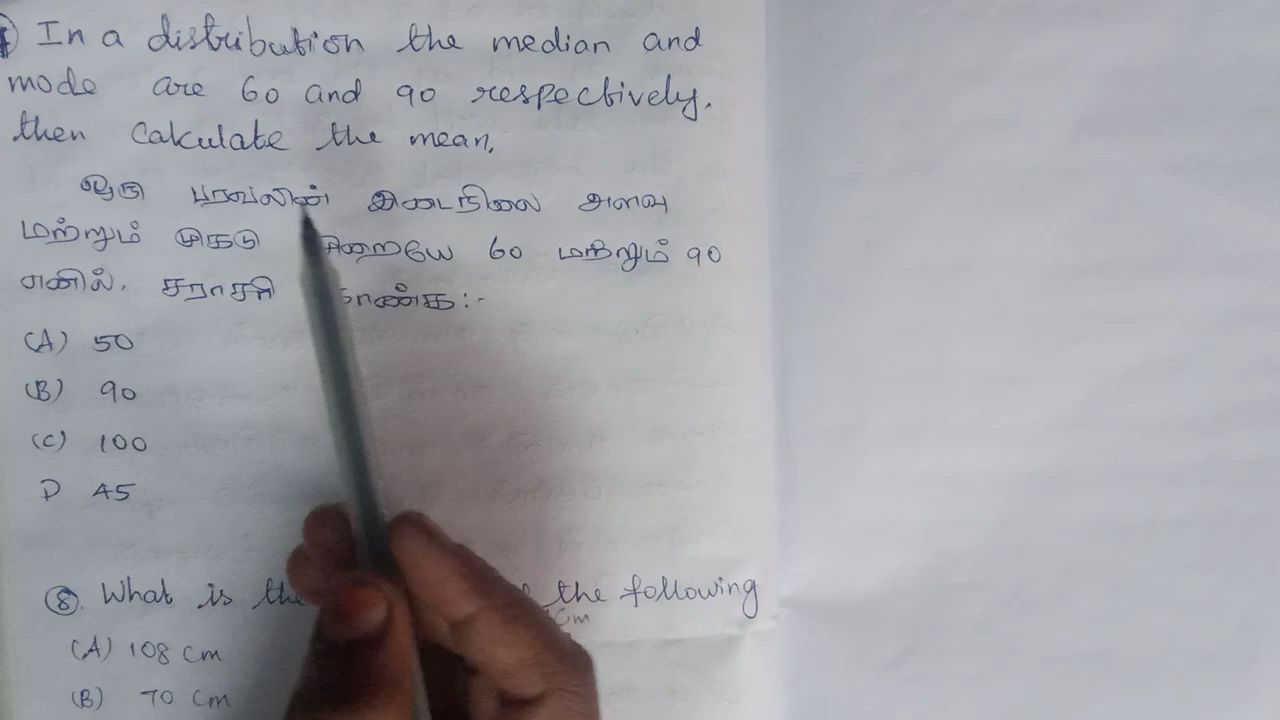 In a distribution the median and
mode are 60 and 90 respectively.
then calculate the mean.
ஒரு பரவலின் இடைநிலை அளவு
மற்றும் முகடு முறையே 60 மற்றும் 90
எனில், சராசரி காண்க:-
(A) 50
(B) 90
(C) 100
D 45
⑧. What is the the following
cm
(A) 108 cm
(B) 70 cm